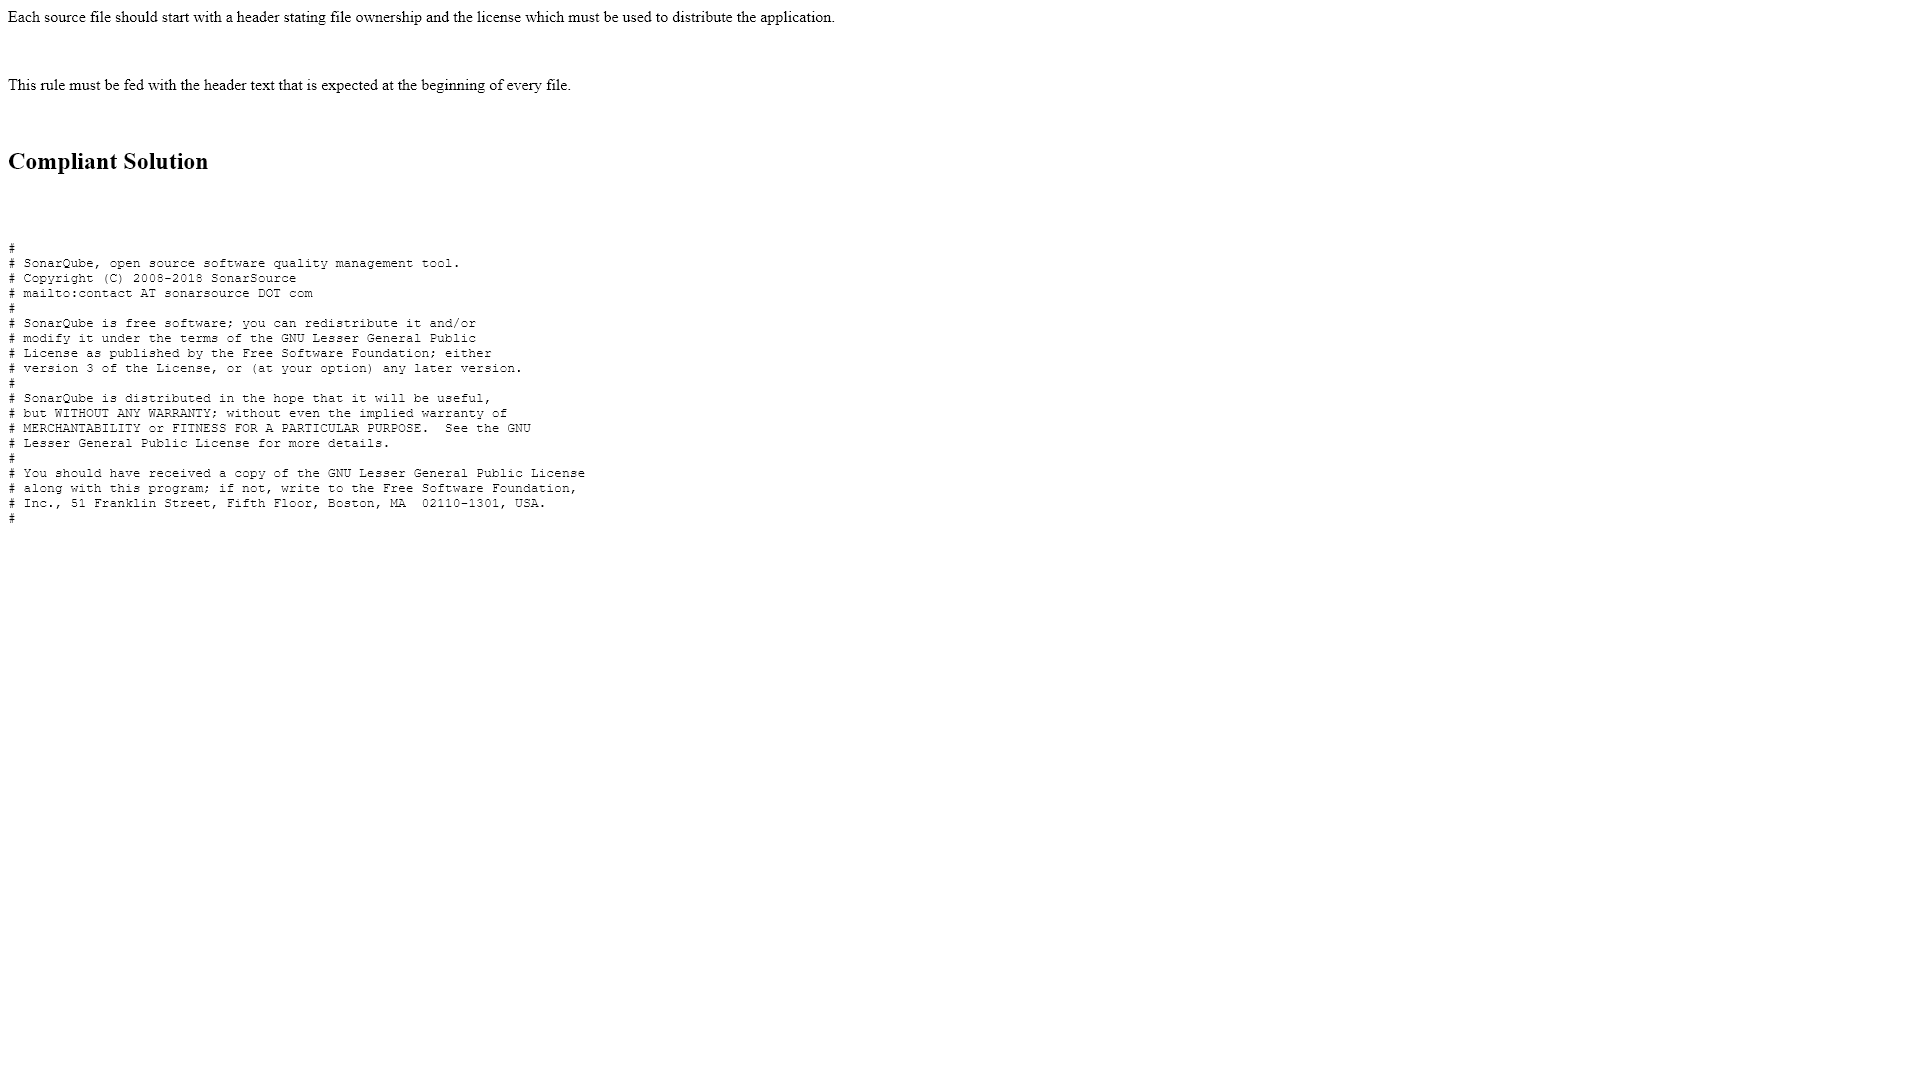 Each source file should start with a header stating file ownership and the license which must be used to distribute the application.
This rule must be fed with the header text that is expected at the beginning of every file.
Compliant Solution
#
# SonarQube, open source software quality management tool.
# Copyright (C) 2008-2018 SonarSource
# mailto:contact AT sonarsource DOT com
#
# SonarQube is free software; you can redistribute it and/or
# modify it under the terms of the GNU Lesser General Public
# License as published by the Free Software Foundation; either
# version 3 of the License, or (at your option) any later version.
#
# SonarQube is distributed in the hope that it will be useful,
# but WITHOUT ANY WARRANTY; without even the implied warranty of
# MERCHANTABILITY or FITNESS FOR A PARTICULAR PURPOSE.  See the GNU
# Lesser General Public License for more details.
#
# You should have received a copy of the GNU Lesser General Public License
# along with this program; if not, write to the Free Software Foundation,
# Inc., 51 Franklin Street, Fifth Floor, Boston, MA  02110-1301, USA.
#